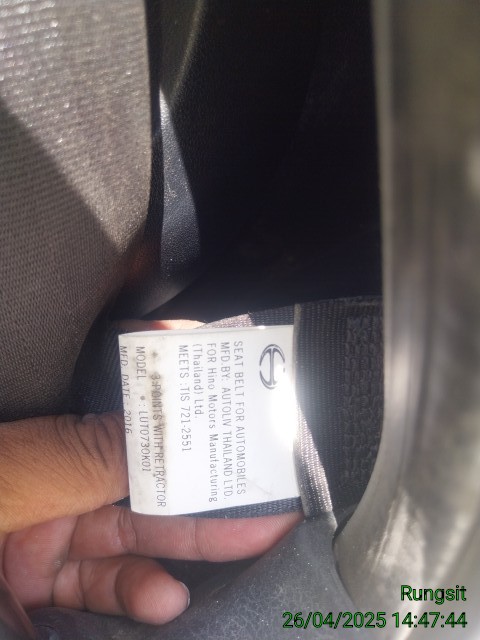 SEAT BELT FOR AUTOMOBILES
MFD BY: AUTOLIV THAILAND LTD.
FOR Hino Motors Manufacturing
(Thailand) Ltd.
MEETS :TIS 721-2551
3 POINTS WITH RETRACTOR
MODEL : LUT0730K01
MFD. DATE : 2016
Rungsit
26/04/2025 14:47:44